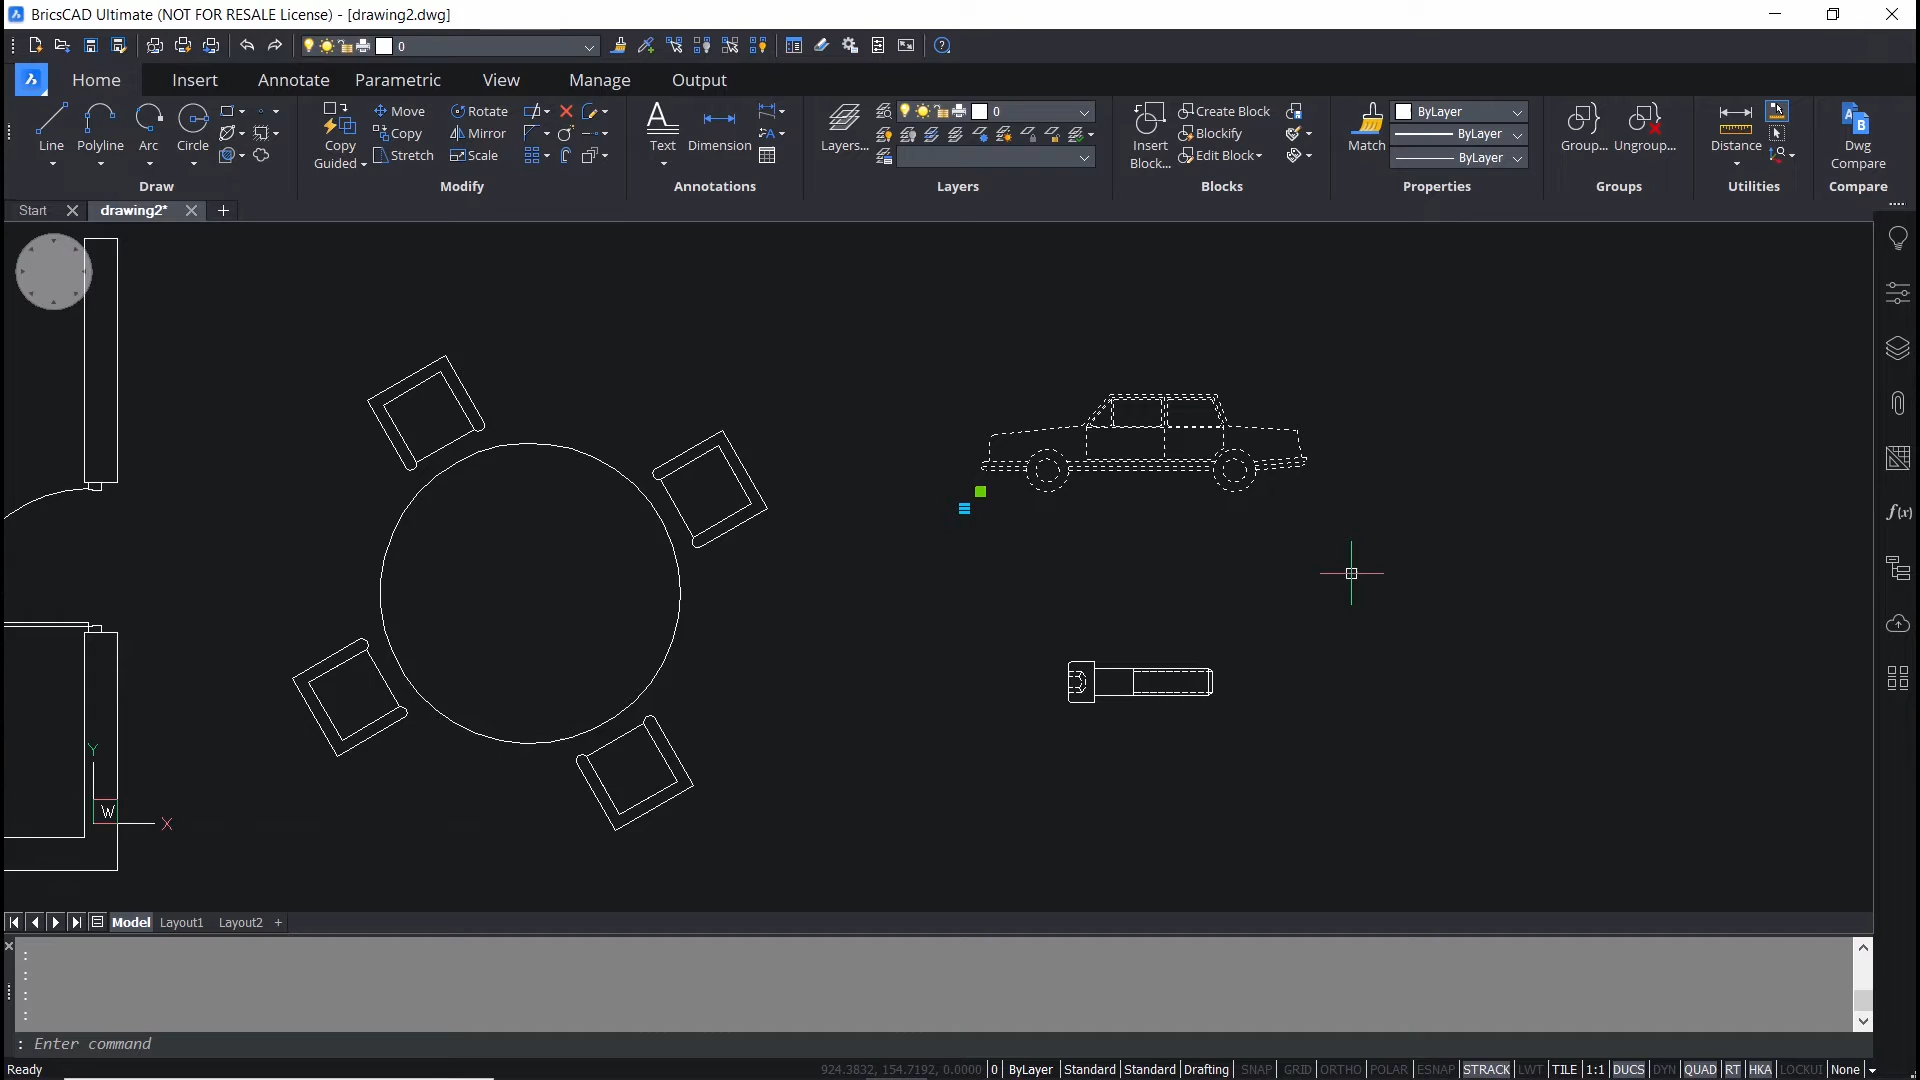 BricsCAD Ultimate (NOT FOR RESALE License) - [drawing2.dwg]
0
Home Insert Annotate Parametric View Manage Output
Line Polyline Arc Circle
Draw
Copy Guided
Move Rotate
Copy Mirror
Stretch Scale
Modify
Text Dimension
Annotations
Layers...
0
Layers
Insert Block...
Create Block
Blockify
Edit Block
Blocks
Match
ByLayer
ByLayer
ByLayer
Properties
Group... Ungroup...
Groups
Distance
Utilities
Dwg Compare
Compare
Start drawing2*
f(x)
Y
W
X
Model Layout1 Layout2 +
:
:
:
:
: Enter command
Ready 924.3832, 154.7192, 0.0000 0 ByLayer Standard Standard Drafting SNAP GRID ORTHO POLAR ESNAP STRACK LWT TILE 1:1 DUCS DYN QUAD RT HKA LOCKUI None